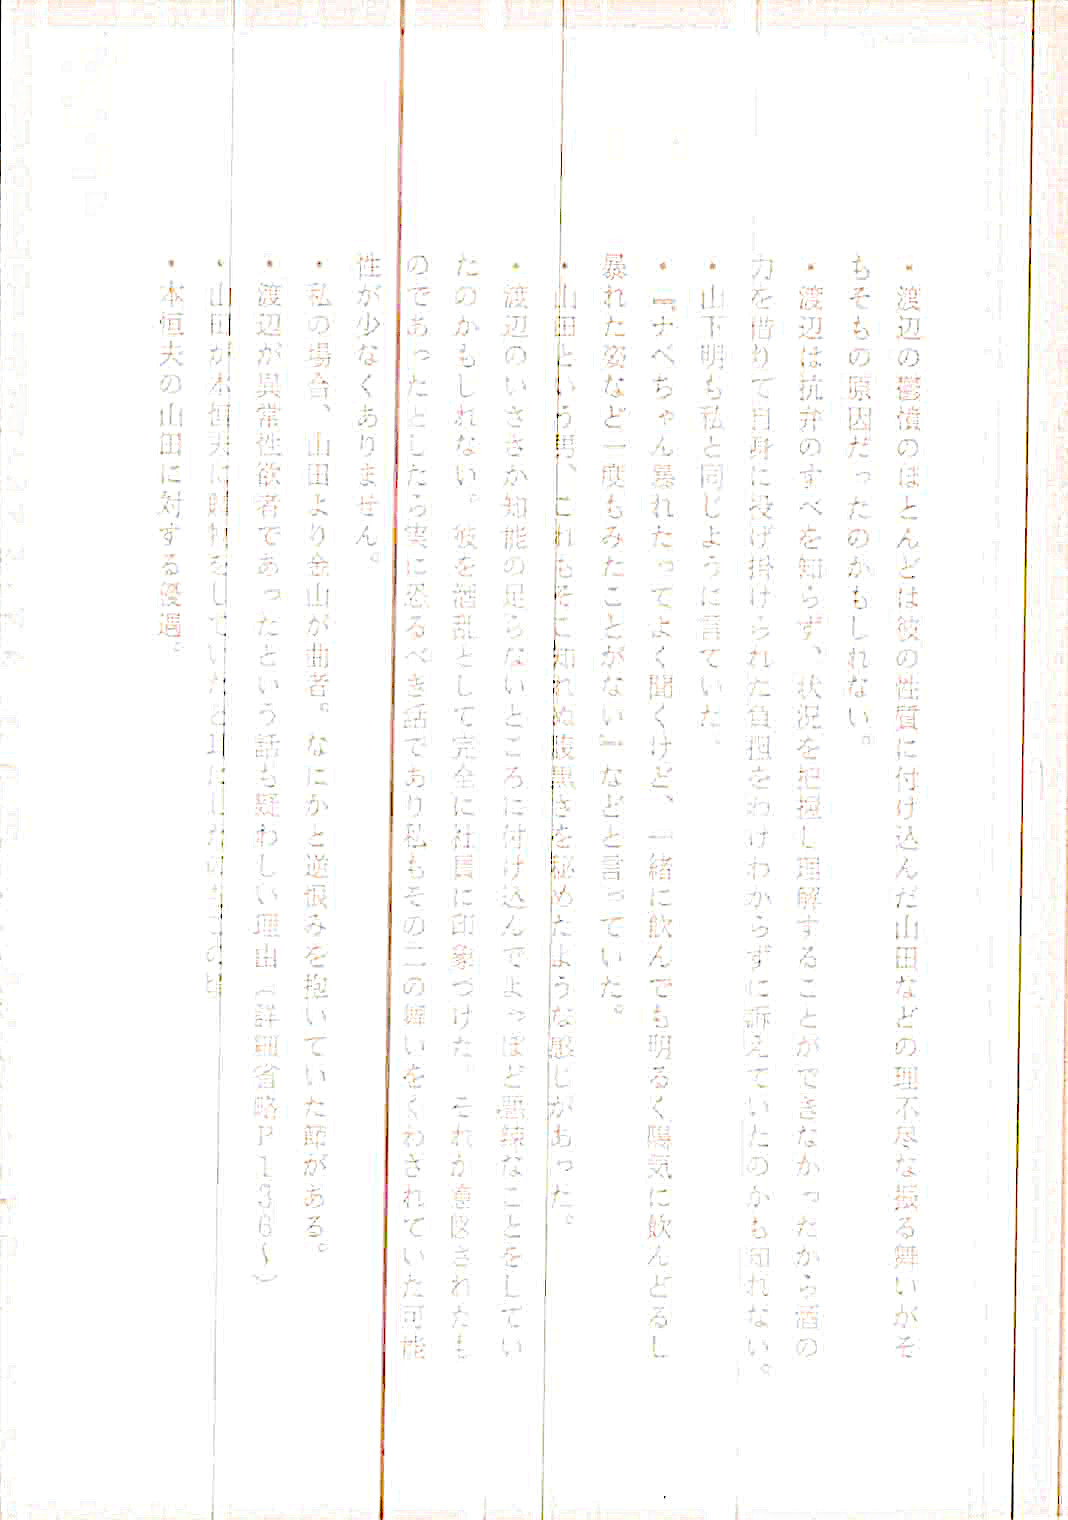 ・渡辺の鬱憤のほとんどは彼の性質に付け込んだ山田などの理不尽な振る舞いがそ
もそもの原因だったのかもしれない。
・渡辺は抗弁のすべを知らず、状況を把握し理解することができなかったから酒の
力を借りて自身に投げ掛けられた負担をわけわからずに訴えていたのかも知れない。
・山下明も私と同じように言ていた。
・『ナベちゃん暴れたってよく聞くけど、一緒に飲んでも明るく陽気に飲んどるし
暴れた姿など一度もみたことがない』などと言っていた。
・山田という男、これもそこ知れぬ腹黒さを秘めたような感じがあった。
・渡辺のいささか知能の足らないところに付け込んでよっぽど悪辣なことをしてい
たのかもしれない。彼を酒乱として完全に社員に印象づけた。それが意図されたも
のであったとしたら実に恐るべき話であり私もその二の舞いをくわされていた可能
性が少なくありません。
・私の場合、山田より金山が曲者。なにかと逆恨みを抱いていた節がある。
・渡辺が異常性欲者であったという話も疑わしい理由（詳細省略Ｐ１３６～）
・山田が本恒夫に
・本恒夫の山田に対する優遇。